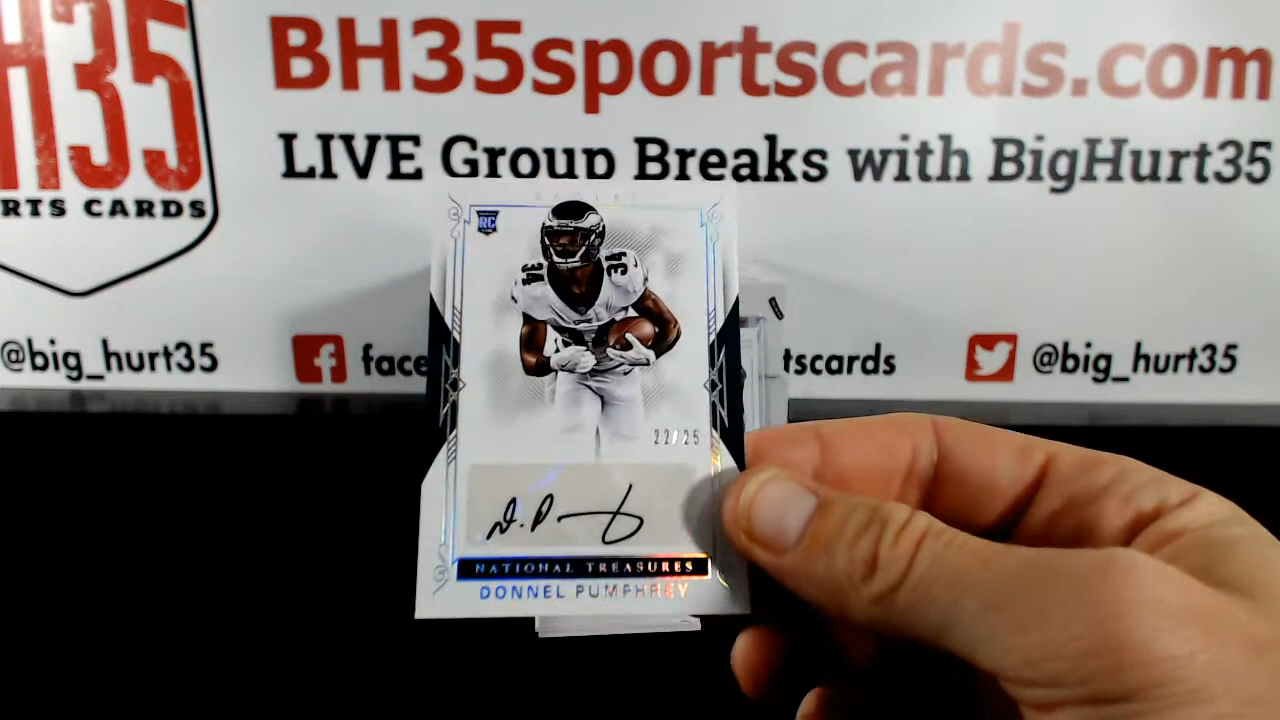 H35
RTS CARDS
BH35sportscards.com
LIVE Group Breaks with BigHurt35
@big_hurt35
face
tscards
@big_hurt35
RC
34
34
22/25
D. P
NATIONAL TREASURES
DONNEL PUMPHREY